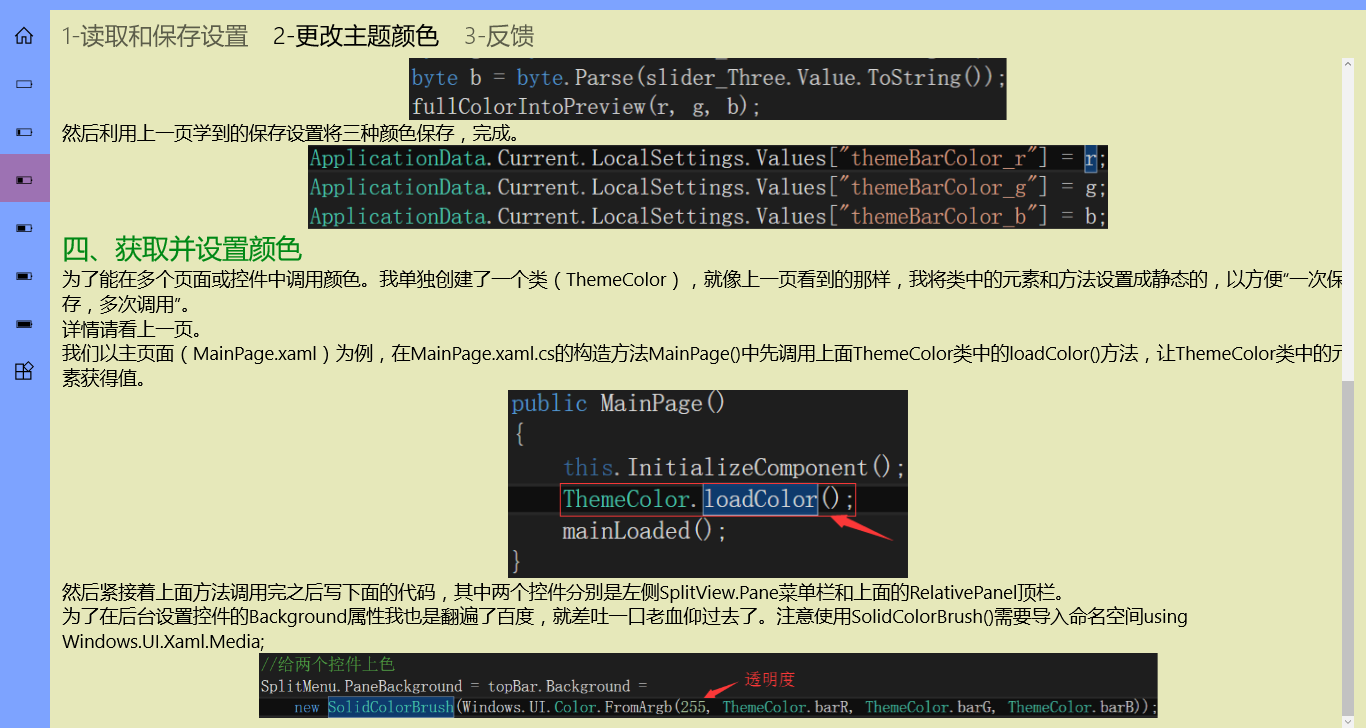 1-读取和保存设置 2-更改主题颜色 3-反馈
byte b = byte.Parse(slider_Three.Value.ToString());
fullColorIntoPreview(r, g, b);
然后利用上一页学到的保存设置将三种颜色保存，完成。
ApplicationData.Current.LocalSettings.Values["themeBarColor_r"] = r;
ApplicationData.Current.LocalSettings.Values["themeBarColor_g"] = g;
ApplicationData.Current.LocalSettings.Values["themeBarColor_b"] = b;
四、获取并设置颜色
为了能在多个页面或控件中调用颜色。我单独创建了一个类（ThemeColor），就像上一页看到的那样，我将类中的元素和方法设置成静态的，以方便“一次保
存，多次调用”。
详情请看上一页。
我们以主页面（MainPage.xaml）为例，在MainPage.xaml.cs的构造方法MainPage()中先调用上面ThemeColor类中的loadColor()方法，让ThemeColor类中的元
素获得值。
public MainPage()
{
this.InitializeComponent();
ThemeColor.loadColor();
mainLoaded();
}
然后紧接着上面方法调用完之后写下面的代码，其中两个控件分别是左侧SplitView.Pane菜单栏和上面的RelativePanel顶栏。
为了在后台设置控件的Background属性我也是翻遍了百度，就差吐一口老血仰过去了。注意使用SolidColorBrush()需要导入命名空间using
Windows.UI.Xaml.Media;
//给两个控件上色
SplitMenu.PaneBackground = topBar.Background =
透明度
new SolidColorBrush(Windows.UI.Color.FromArgb(255, ThemeColor.barR, ThemeColor.barG, ThemeColor.barB));